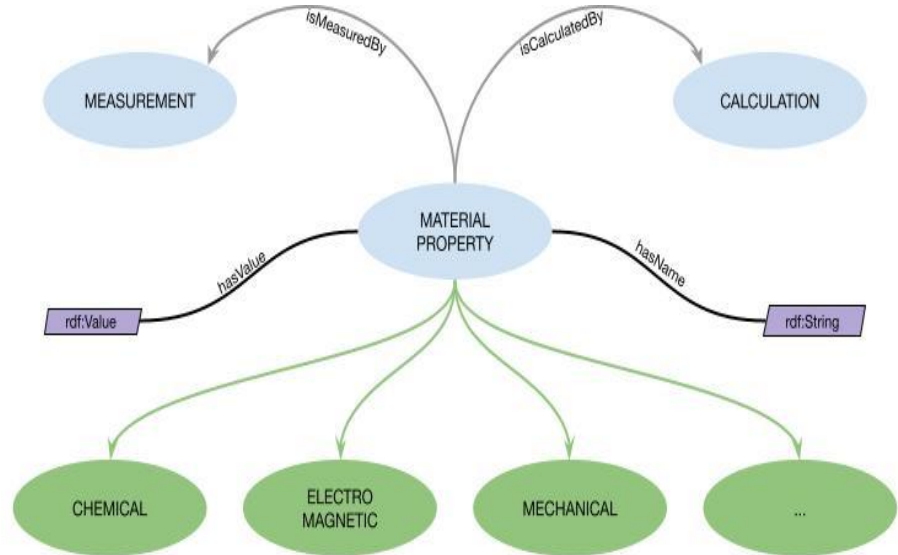 isMeasuredBy
isCalculatedBy
MEASUREMENT
CALCULATION
MATERIAL
PROPERTY
hasValue
hasName
rdf:Value
rdf:String
CHEMICAL
ELECTRO
MAGNETIC
MECHANICAL
...